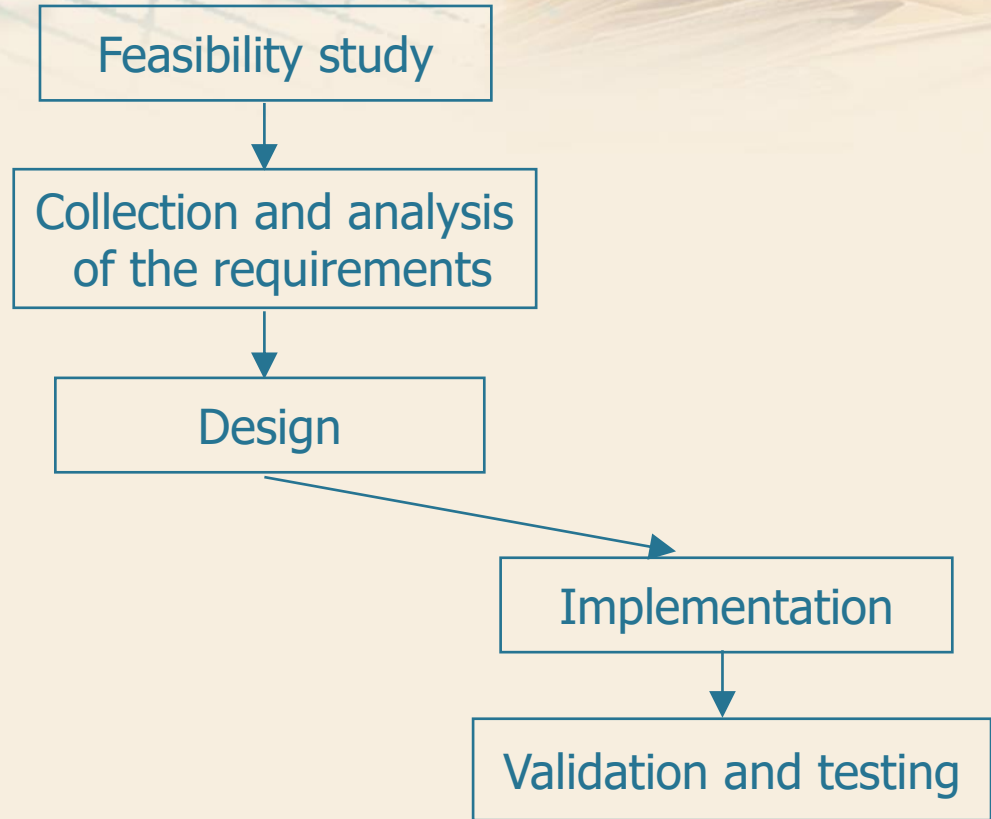 Feasibility study
Collection and analysis
of the requirements
Design
Implementation
Validation and testing